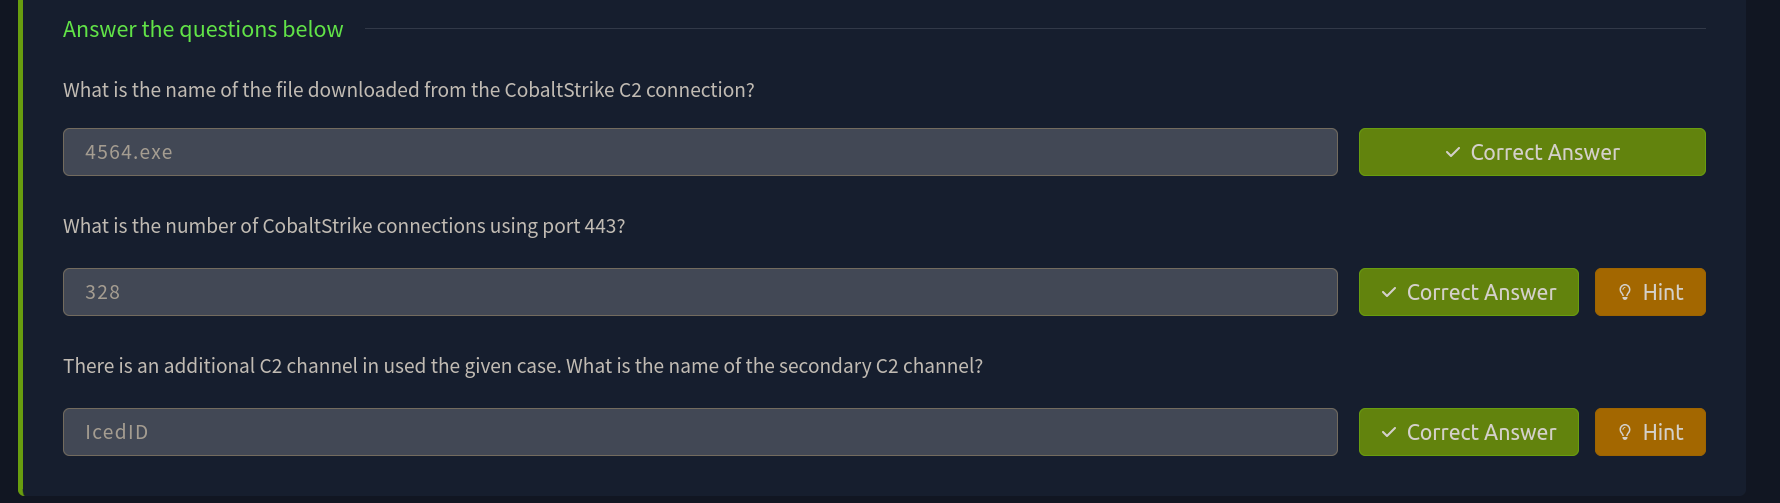 Answer the questions below
What is the name of the file downloaded from the CobaltStrike C2 connection?
4564.exe
Correct Answer
What is the number of CobaltStrike connections using port 443?
328
Correct Answer
Hint
There is an additional C2 channel in used the given case. What is the name of the secondary C2 channel?
IcedID
Correct Answer
Hint